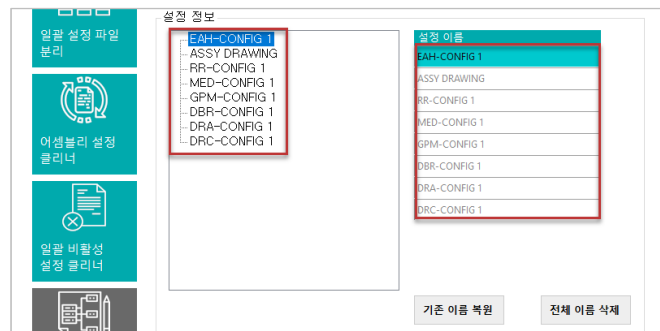 일괄 설정 파일
분리
어셈블리 설정
클리너
일괄 비활성
설정 클리너
설정 정보
EAH-CONFIG 1
ASSY DRAWING
RR-CONFIG 1
MED-CONFIG 1
GPM-CONFIG 1
DBR-CONFIG 1
DRA-CONFIG 1
DRC-CONFIG 1
설정 이름
EAH-CONFIG 1
ASSY DRAWING
RR-CONFIG 1
MED-CONFIG 1
GPM-CONFIG 1
DBR-CONFIG 1
DRA-CONFIG 1
DRC-CONFIG 1
기존 이름 복원
전체 이름 삭제